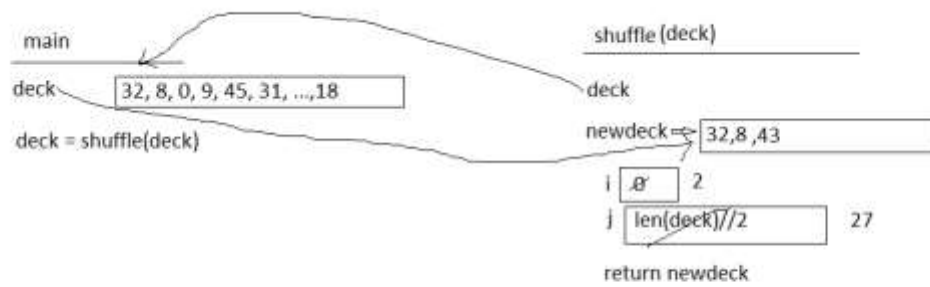 main
shuffle(deck)
deck
32, 8, 0, 9, 45, 31, ...,18
deck
deck = shuffle(deck)
newdeck
32,8 ,43
i 0 2
j len(deck)//2 27
return newdeck